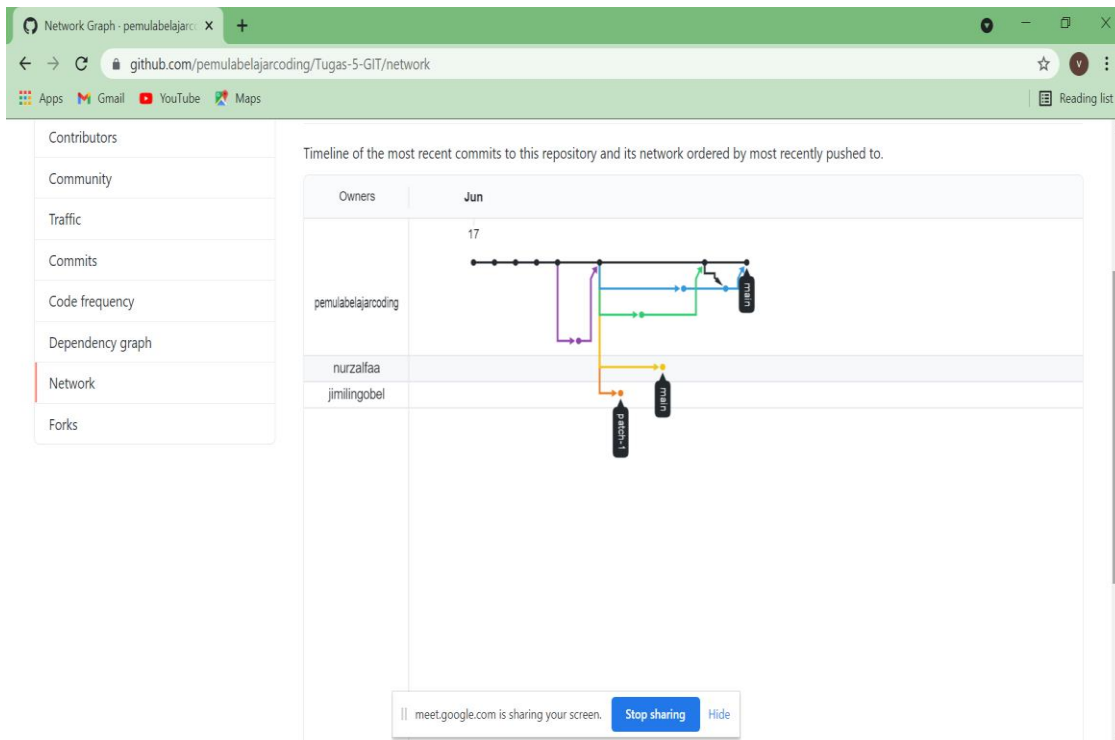 Network Graph · pemulabelajarc
github.com/pemulabelajarcoding/Tugas-5-GIT/network
V
Apps Gmail YouTube Maps Reading list
Contributors
Community
Traffic
Commits
Code frequency
Dependency graph
Network
Forks
Timeline of the most recent commits to this repository and its network ordered by most recently pushed to.
Owners Jun
17
pemulabelajarcoding
main
nurzalfaa
main
jimilingobel
patch-1
meet.google.com is sharing your screen. Stop sharing Hide